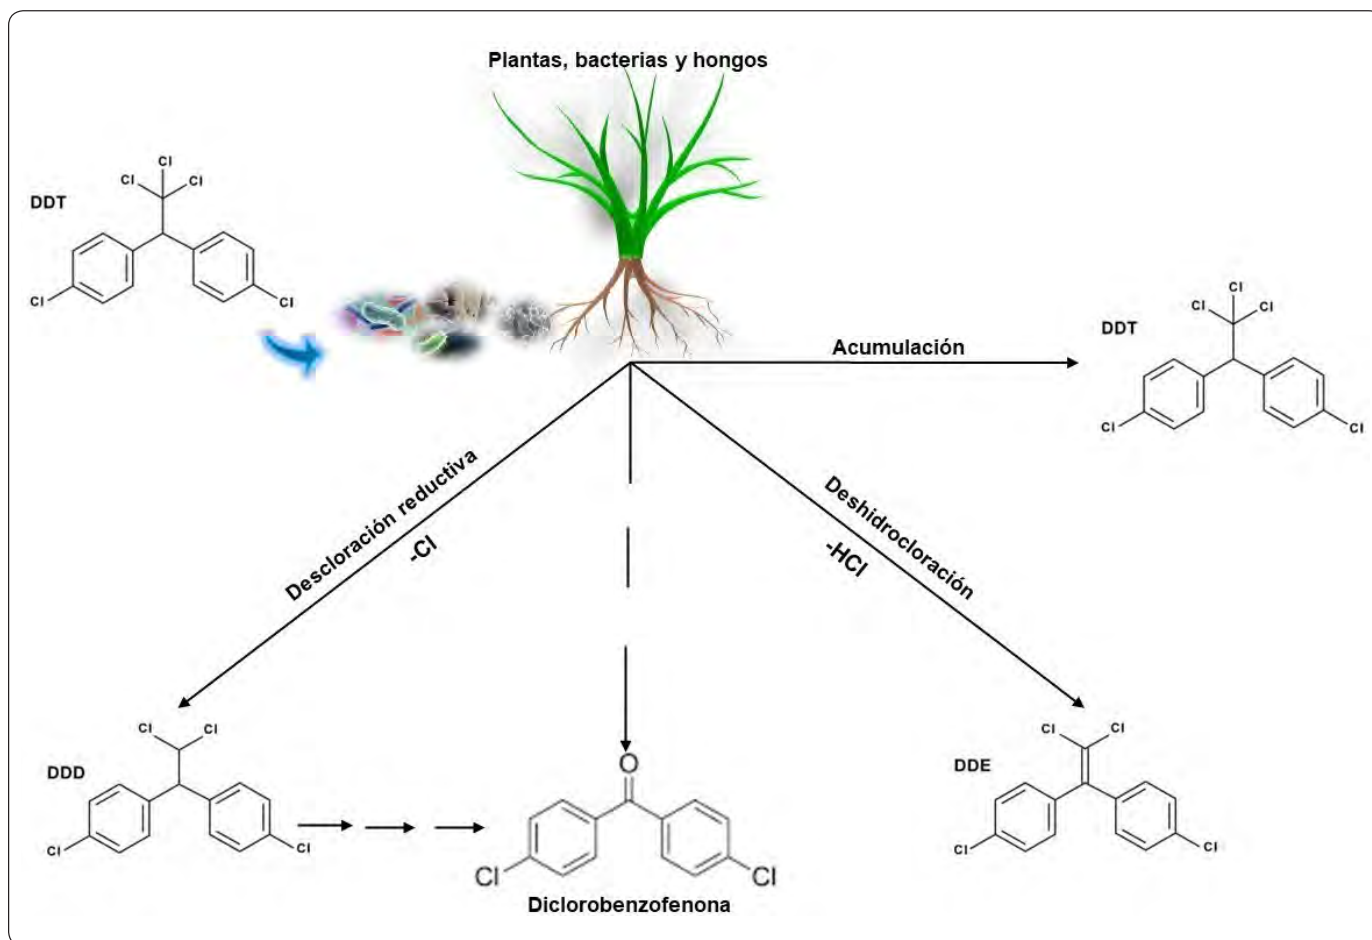 Plantas, bacterias y hongos
Cl
Cl
Cl
DDT
Cl
Cl
Cl
Cl
Cl
DDT
Cl
Cl
Acumulación
Descloración reductiva
-Cl
Deshidrocloración
-HCl
Cl
Cl
DDD
Cl
Cl
O
Cl
Cl
Diclorobenzofenona
Cl
Cl
DDE
Cl
Cl